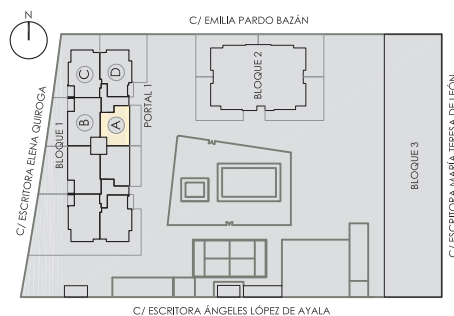 N
C/ EMILIA PARDO BAZÁN
C/ ESCRITORA ELENA QUIROGA
BLOQUE 1
C
D
B
A
PORTAL 1
BLOQUE 2
BLOQUE 3
C/ ESCRITORA MARÍA TERESA DE LEÓN
C/ ESCRITORA ÁNGELES LÓPEZ DE AYALA